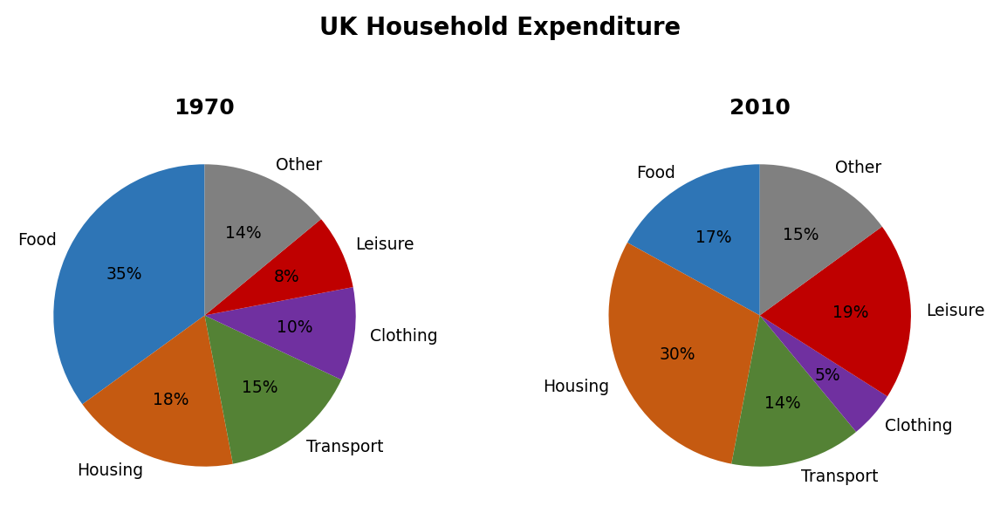 UK Household Expenditure
1970
Other
Leisure
Food
Clothing
Transport
Housing
14%
8%
35%
10%
15%
18%
2010
Food
Other
Leisure
Housing
Clothing
Transport
17%
15%
19%
30%
5%
14%